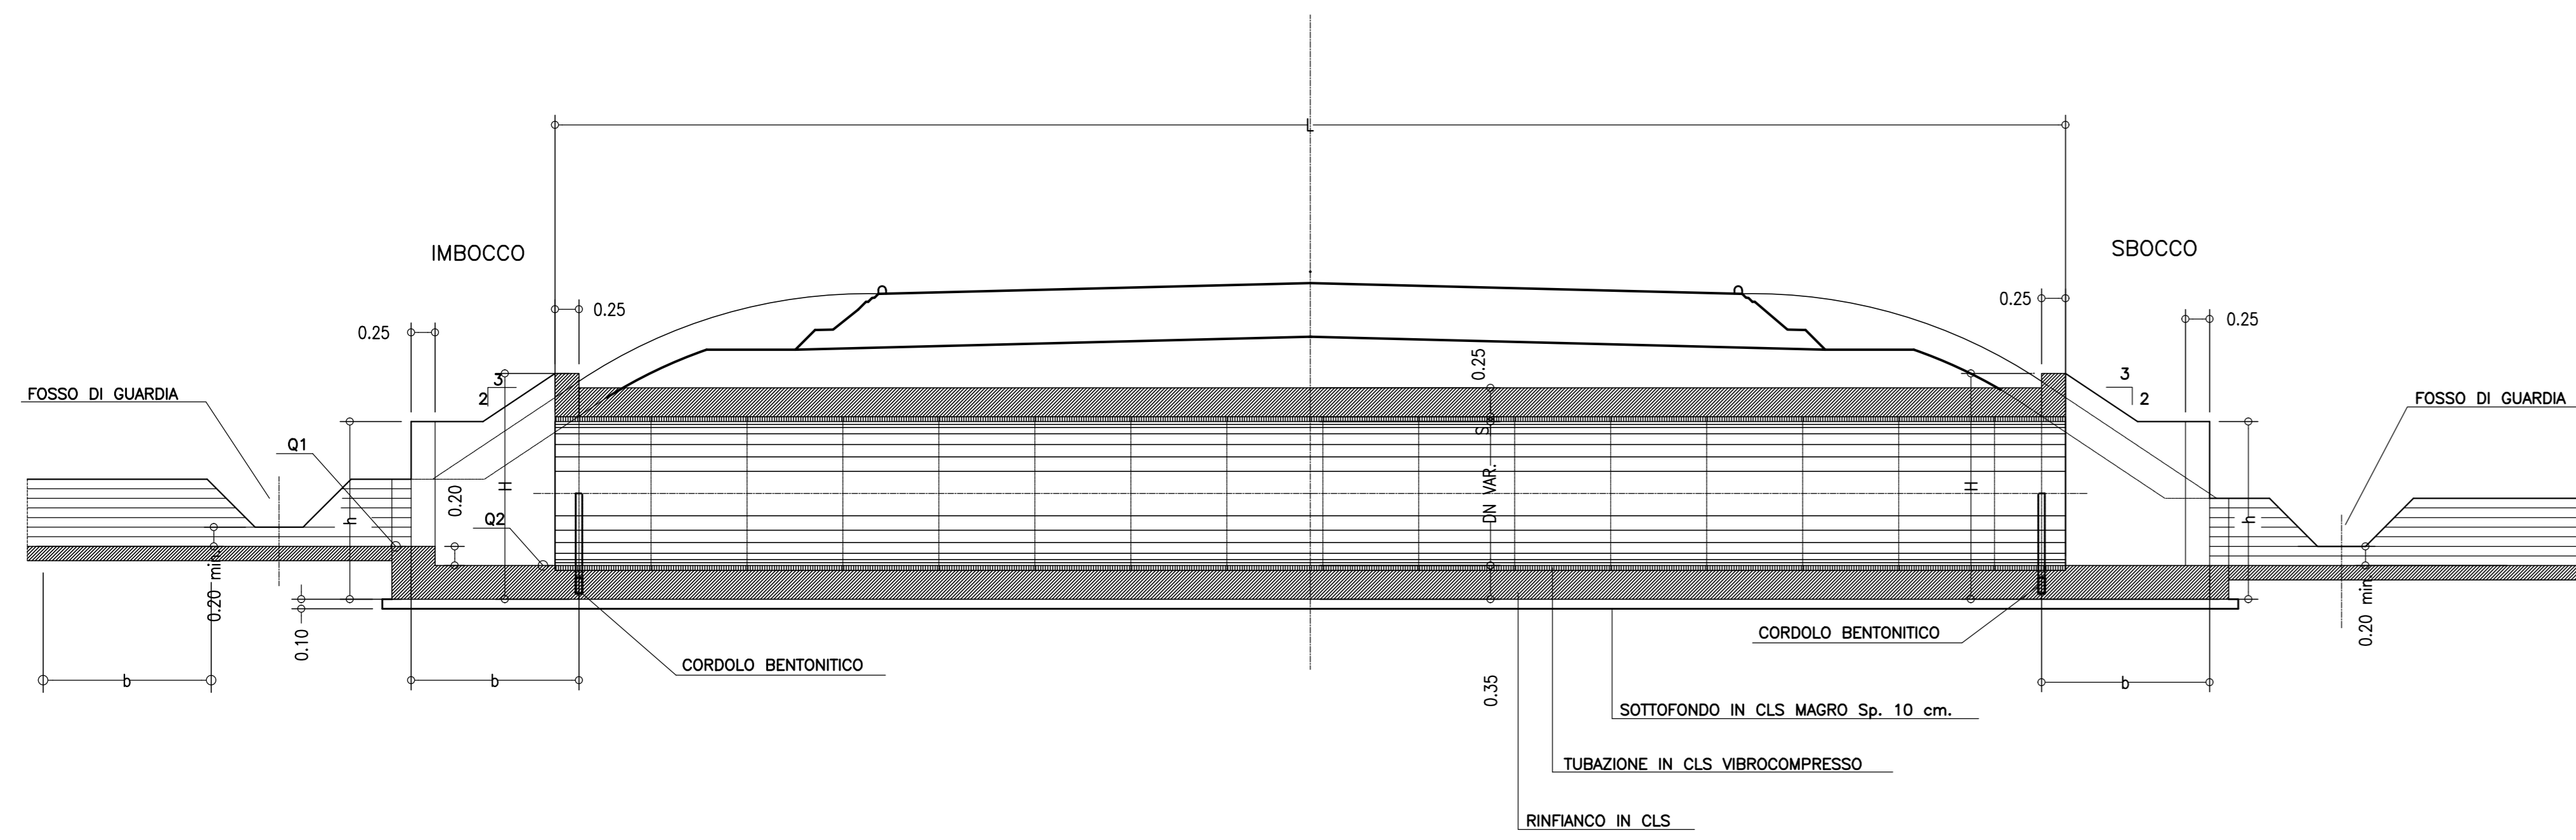 L
IMBOCCO
SBOCCO
0.25
0.25
0.25
0.25
0.25
3
2
3
2
FOSSO DI GUARDIA
FOSSO DI GUARDIA
Q1
Q2
h
0.20
H
S
DN VAR.
H
h
0.20 min.
0.20 min.
0.10
b
b
b
CORDOLO BENTONITICO
CORDOLO BENTONITICO
0.35
SOTTOFONDO IN CLS MAGRO Sp. 10 cm.
TUBAZIONE IN CLS VIBROCOMPRESSO
RINFIANCO IN CLS